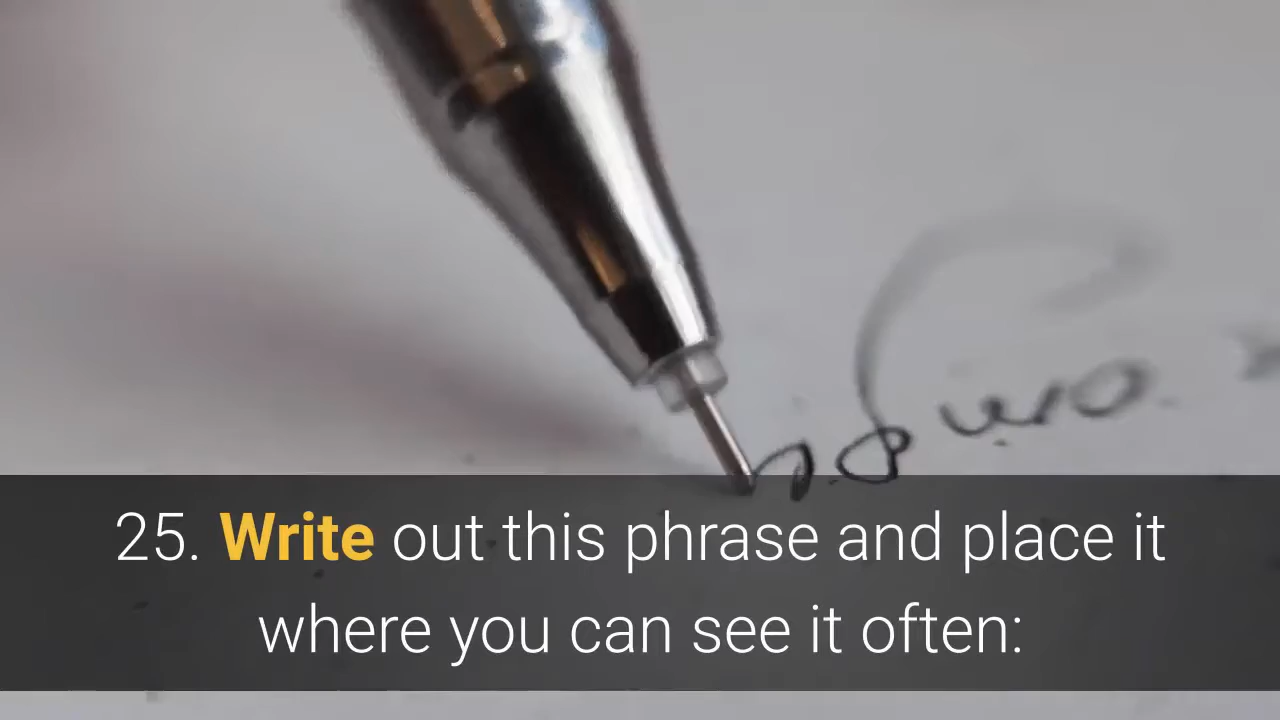 25. Write out this phrase and place it
where you can see it often: